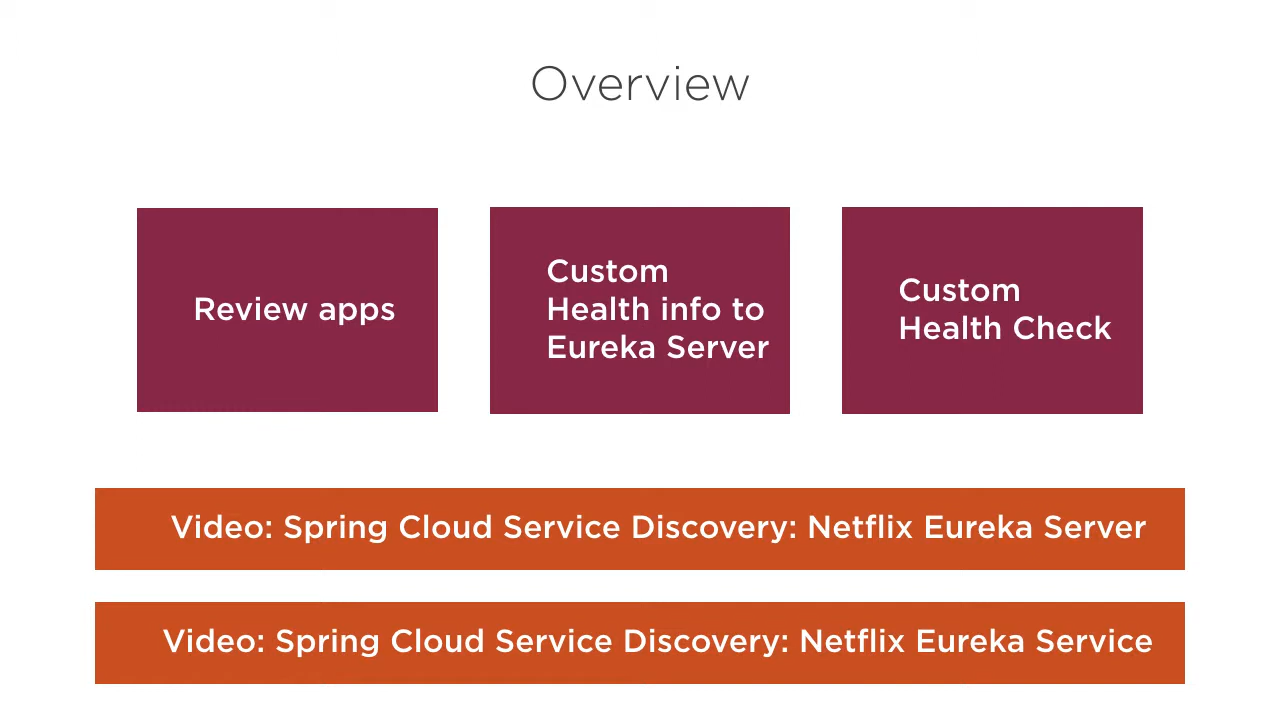 Overview
Review apps
Custom
Health info to
Eureka Server
Custom
Health Check
Video: Spring Cloud Service Discovery: Netflix Eureka Server
Video: Spring Cloud Service Discovery: Netflix Eureka Service